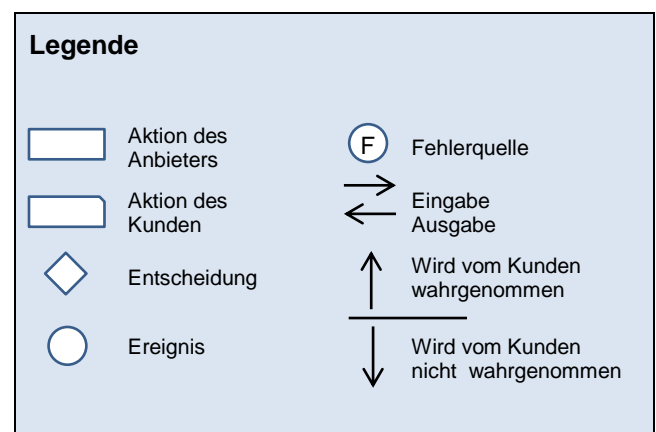 Legende
Aktion des
Anbieters
Aktion des
Kunden
Entscheidung
Ereignis
F
Fehlerquelle
Eingabe
Ausgabe
Wird vom Kunden
wahrgenommen
Wird vom Kunden
nicht wahrgenommen